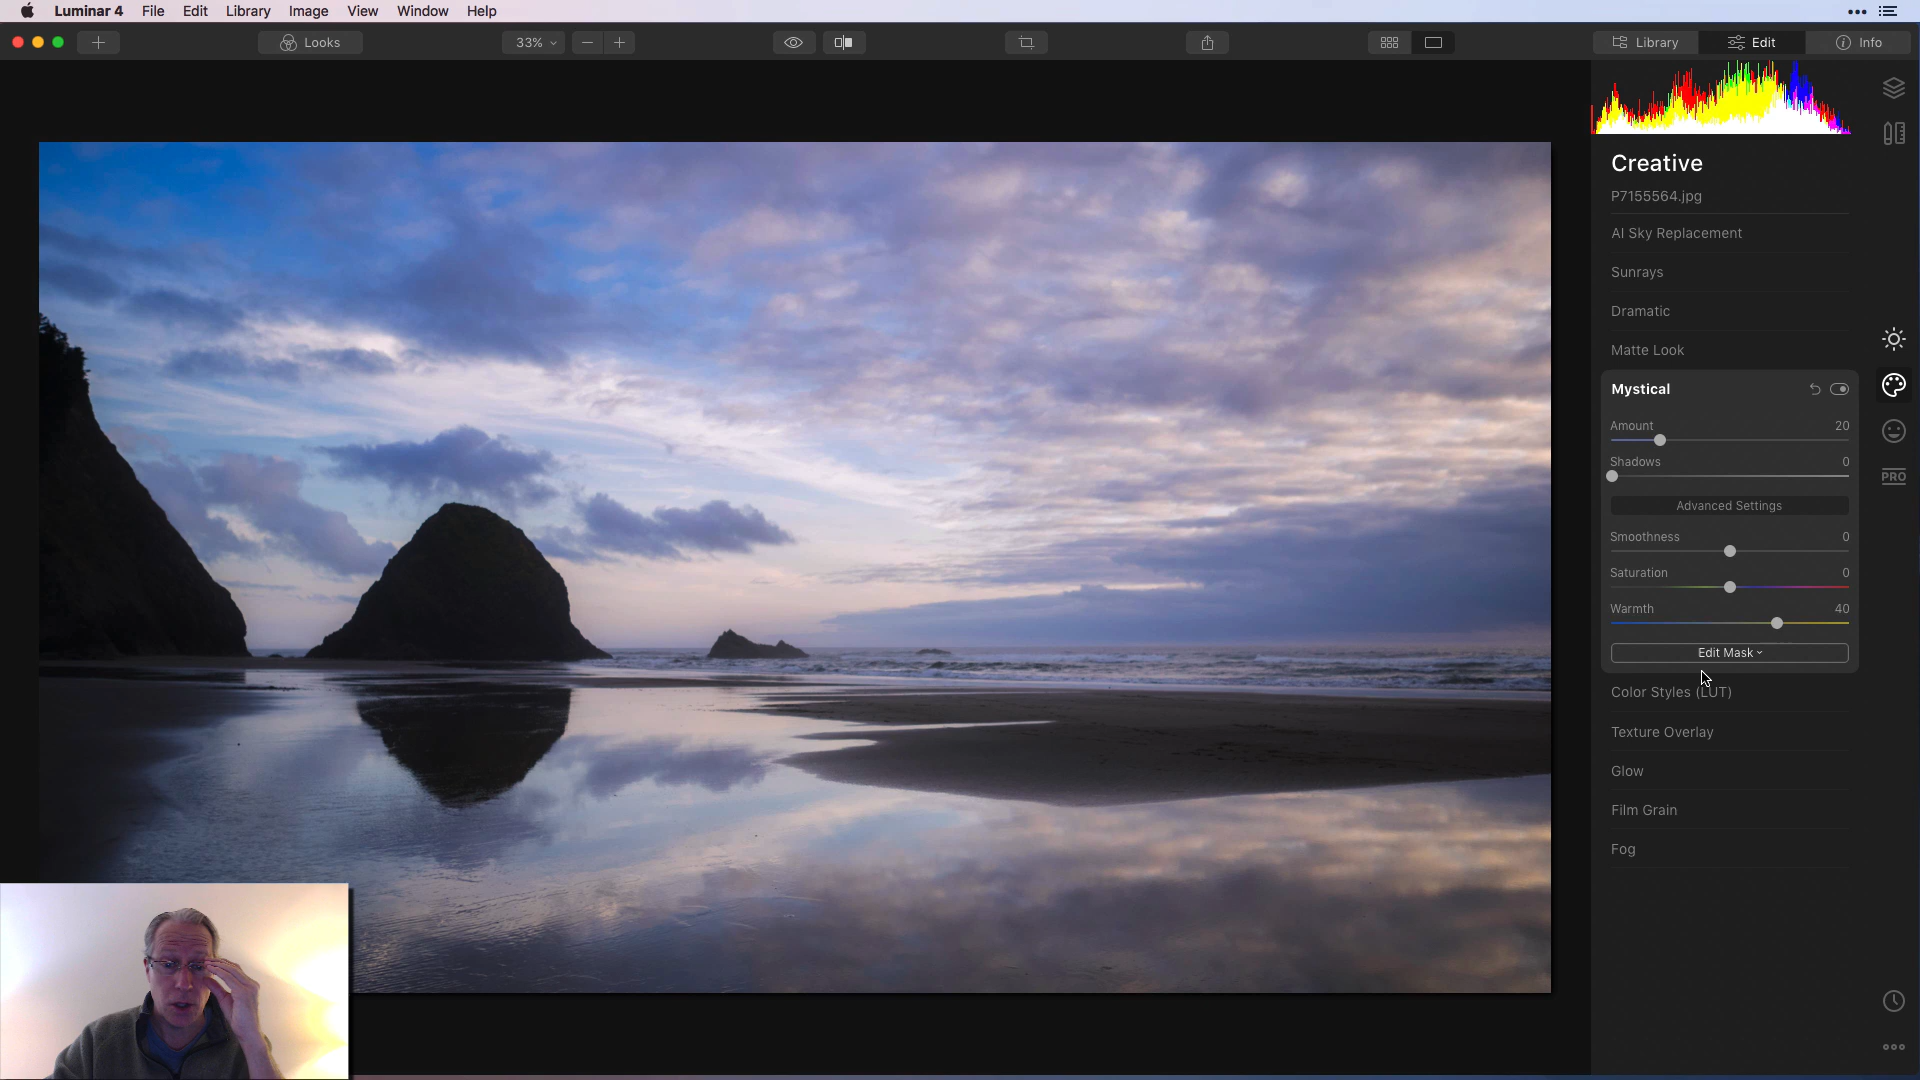 Luminar 4 File Edit Library Image View Window Help
Looks 33% Library Edit Info
Creative
P7155564.jpg
AI Sky Replacement
Sunrays
Dramatic
Matte Look
Mystical
Amount 20
Shadows 0
Advanced Settings
Smoothness 0
Saturation 0
Warmth 40
Edit Mask
Color Styles (LUT)
Texture Overlay
Glow
Film Grain
Fog
PRO